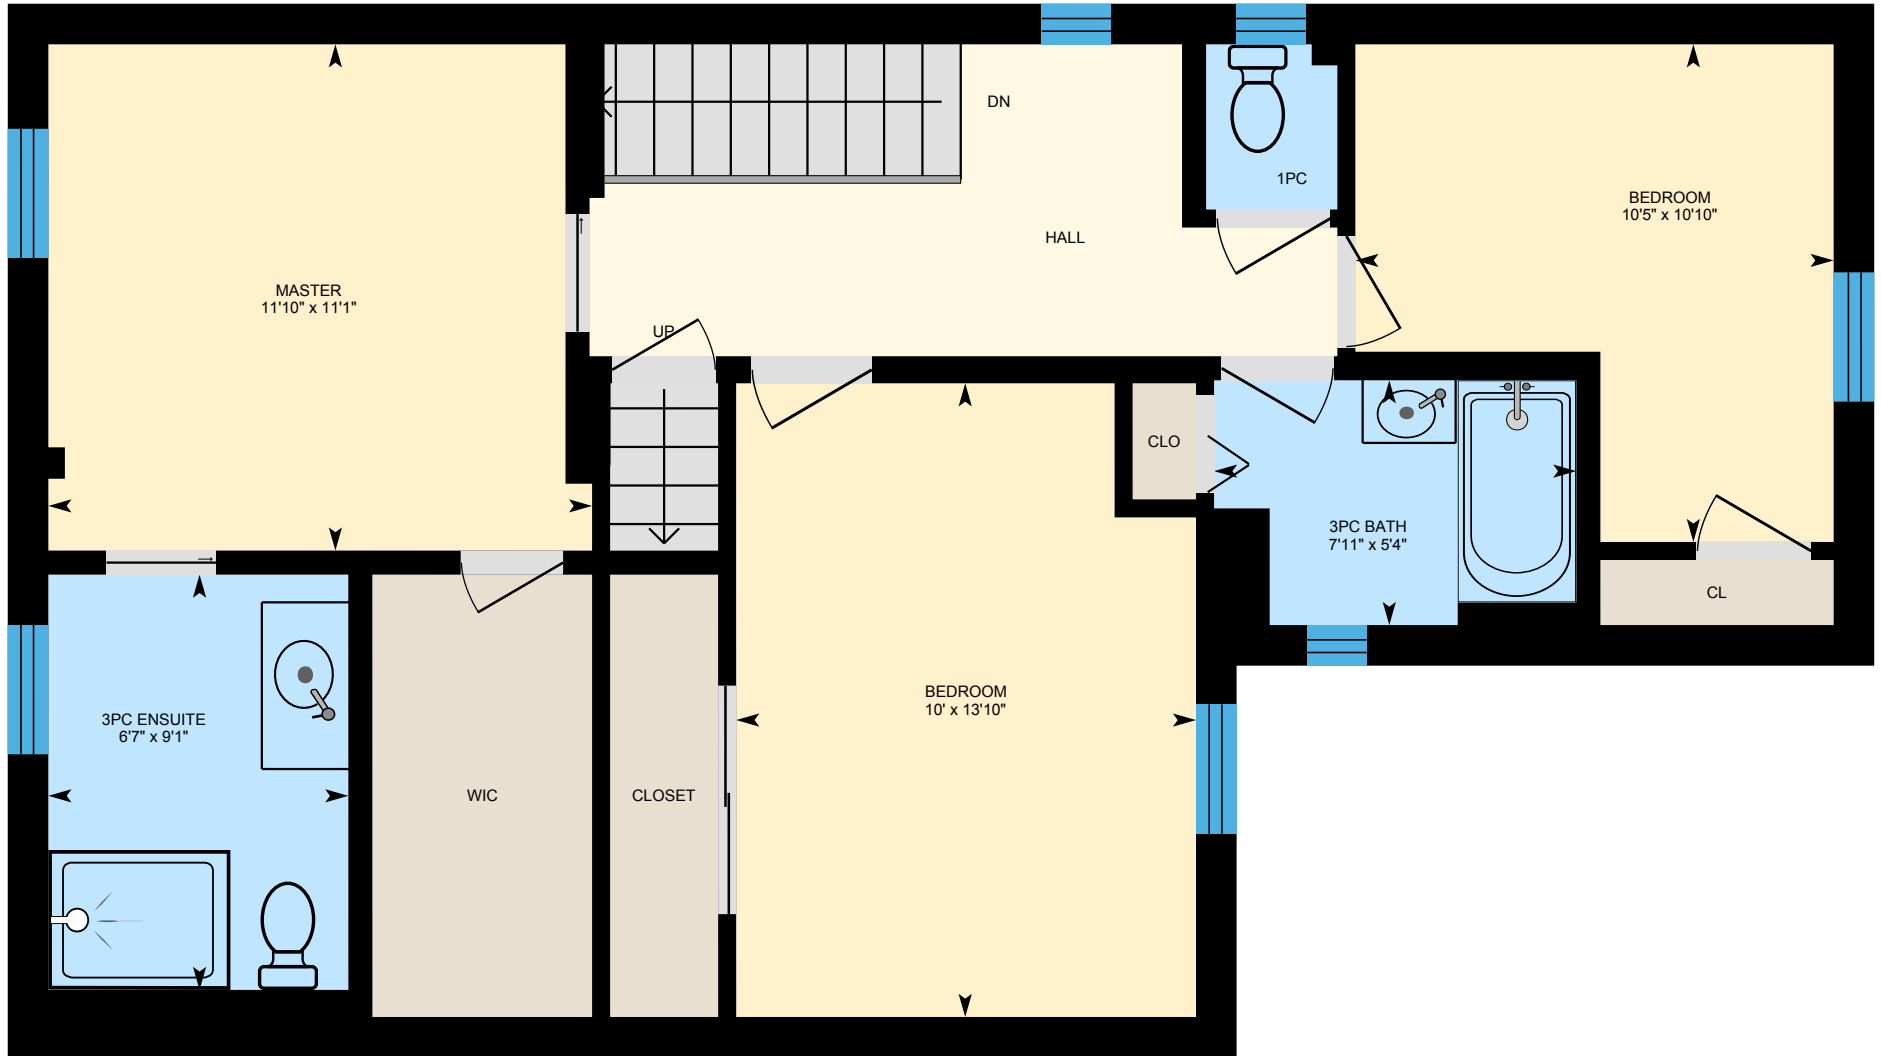 DN
1PC
BEDROOM
10'5" x 10'10"
HALL
MASTER
11'10" x 11'1"
UP
CLO
3PC BATH
7'11" x 5'4"
CL
BEDROOM
10' x 13'10"
3PC ENSUITE
6'7" x 9'1"
WIC
CLOSET